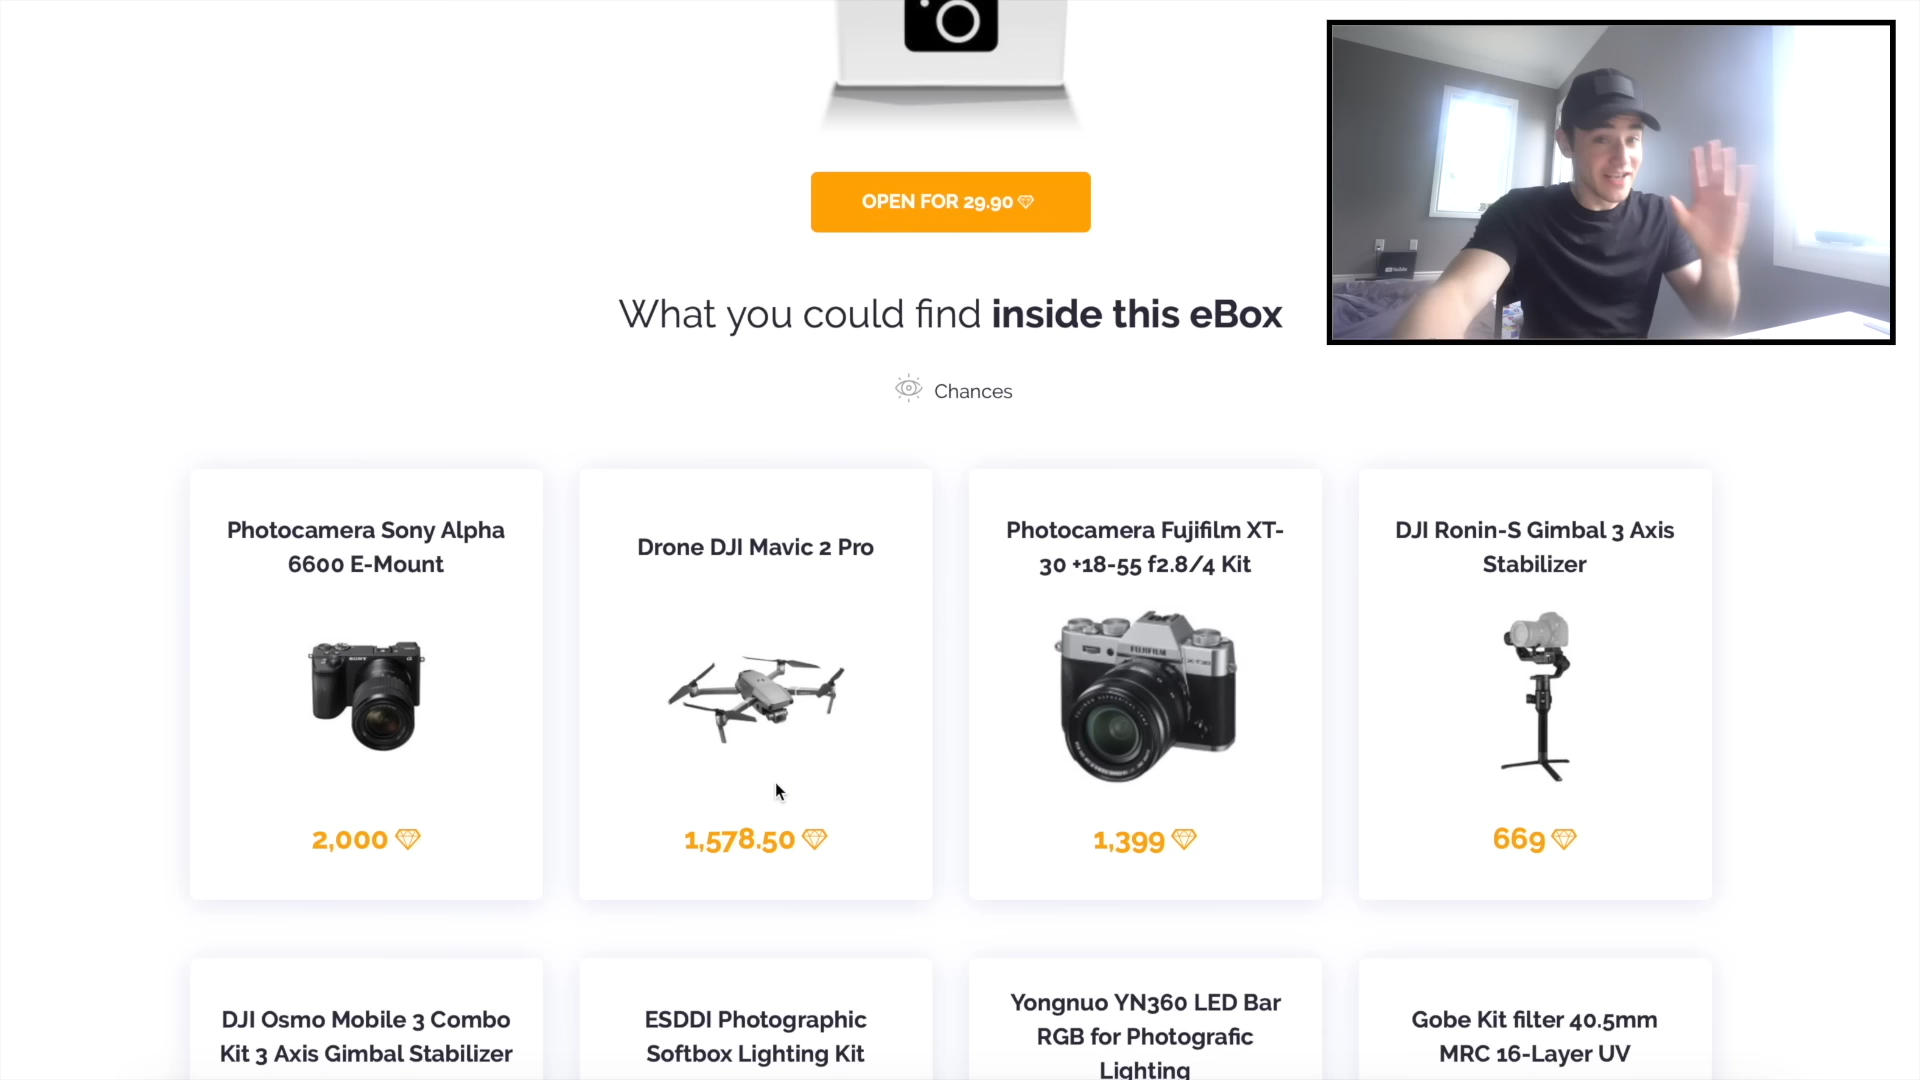 OPEN FOR 29.90
What you could find inside this eBox
Chances
Photocamera Sony Alpha
6600 E-Mount
2,000
Drone DJI Mavic 2 Pro
1,578.50
Photocamera Fujifilm XT-
30 +18-55 f2.8/4 Kit
FUJIFILM
X-T30
1,399
DJI Ronin-S Gimbal 3 Axis
Stabilizer
669
SONY
YouTube
DJI Osmo Mobile 3 Combo
Kit 3 Axis Gimbal Stabilizer
ESDDI Photographic
Softbox Lighting Kit
Yongnuo YN360 LED Bar
RGB for Photografic
Lighting
Gobe Kit filter 40.5mm
MRC 16-Layer UV